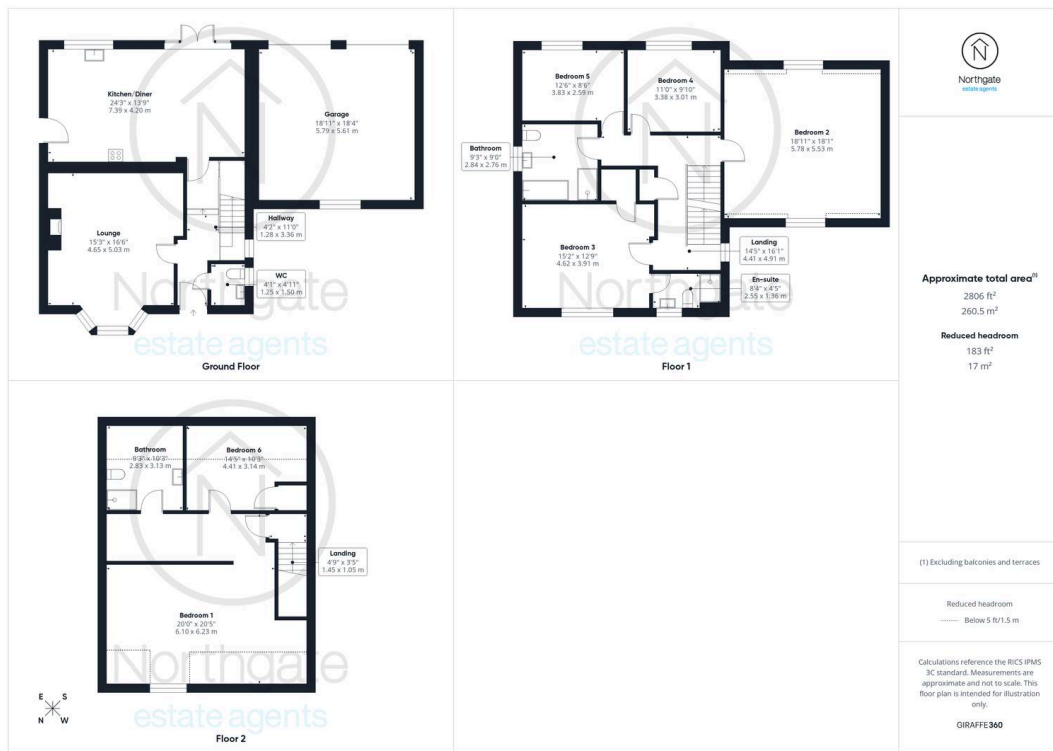 Kitchen/Diner
24'3" x 13'9"
7.39 x 4.20 m
Garage
18'11" x 18'4"
5.79 x 5.61 m
Lounge
15'3" x 16'6"
4.65 x 5.03 m
Hallway
4'2" x 11'0"
1.28 x 3.36 m
WC
4'1" x 4'11"
1.25 x 1.50 m
Northgate
estate agents
Ground Floor
Bedroom 5
12'6" x 8'6"
3.83 x 2.59 m
Bedroom 4
11'0" x 9'10"
3.38 x 3.01 m
Bedroom 2
18'11" x 18'1"
5.78 x 5.53 m
Bathroom
9'3" x 9'0"
2.84 x 2.76 m
Bedroom 3
15'2" x 12'9"
4.62 x 3.91 m
Landing
14'5" x 16'1"
4.41 x 4.91 m
En-suite
8'4" x 4'5"
2.55 x 1.36 m
Northgate
estate agents
Floor 1
Bathroom
9'3" x 10'3"
2.83 x 3.13 m
Bedroom 6
14'5" x 10'3"
4.41 x 3.14 m
Landing
4'9" x 3'5"
1.45 x 1.05 m
Bedroom 1
20'0" x 20'5"
6.10 x 6.23 m
Northgate
estate agents
E S
N W
Floor 2
Northgate
estate agents
Approximate total area(1)
2806 ft²
260.5 m²
Reduced headroom
183 ft²
17 m²
(1) Excluding balconies and terraces
Reduced headroom
Below 5 ft/1.5 m
Calculations reference the RICS IPMS
3C standard. Measurements are
approximate and not to scale. This
floor plan is intended for illustration
only.
GIRAFFE360